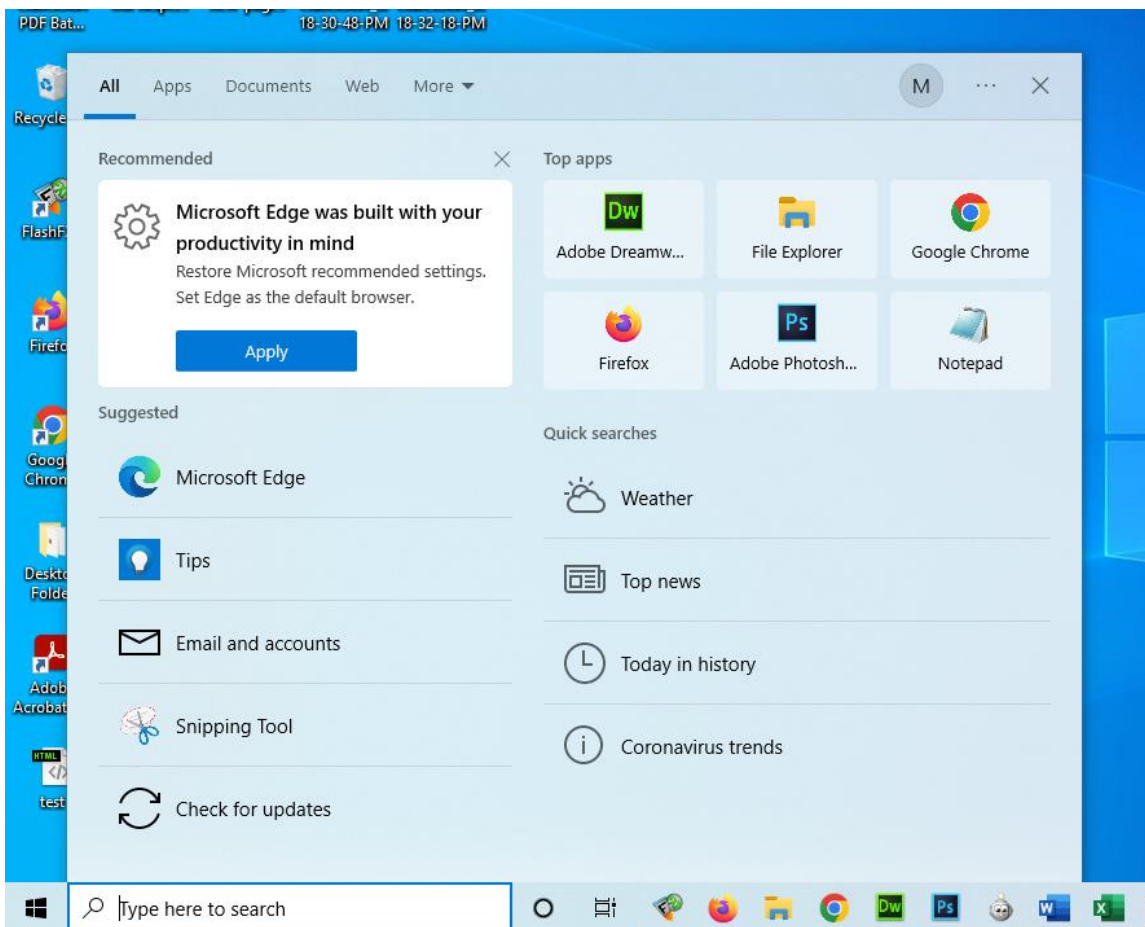 PDF Bat...
18-30-48-PM 18-32-18-PM
All Apps Documents Web More
M
Recycle
Recommended
Top apps
Microsoft Edge was built with your
productivity in mind
Restore Microsoft recommended settings.
Set Edge as the default browser.
Apply
Dw
Adobe Dreamw...
File Explorer
Google Chrome
Firefox
Ps
Adobe Photosh...
Notepad
FlashF
Firefo
Suggested
Quick searches
Googl
Chron
Microsoft Edge
Weather
Tips
Top news
Deskto
Folde
Email and accounts
Today in history
Adob
Acrobat
Snipping Tool
Coronavirus trends
HTML
test
Check for updates
Type here to search
Dw
Ps
W
X